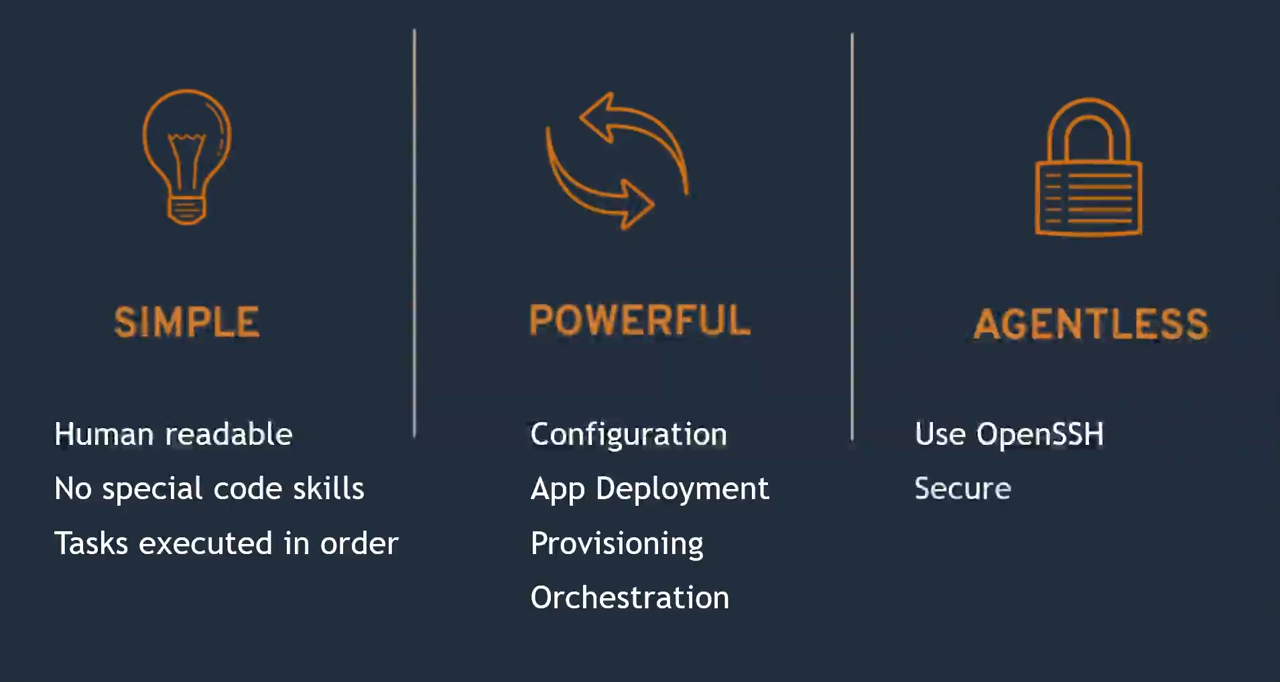 SIMPLE
Human readable
No special code skills
Tasks executed in order
POWERFUL
Configuration
App Deployment
Provisioning
Orchestration
AGENTLESS
Use OpenSSH
Secure